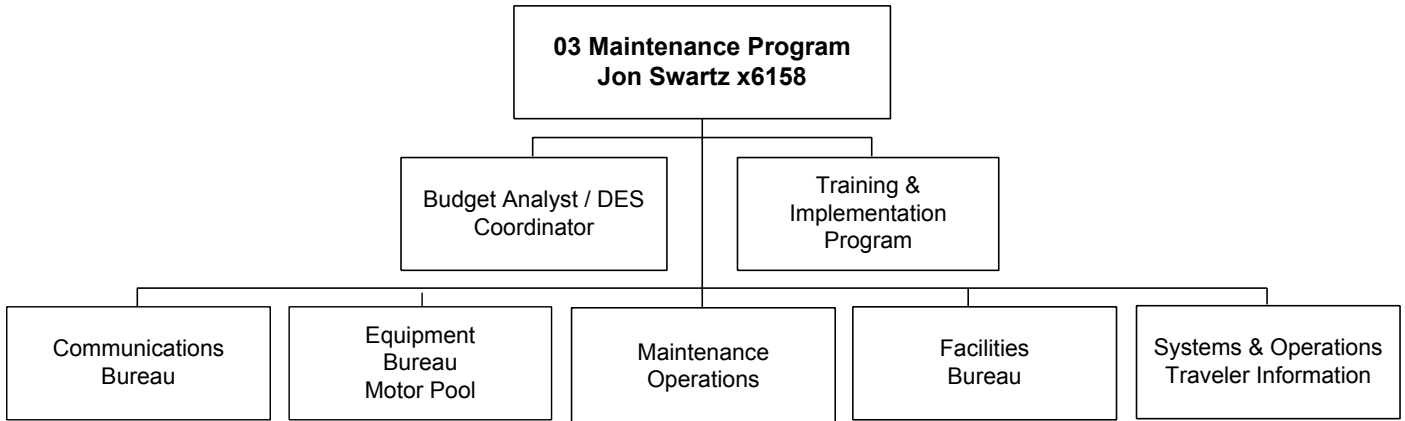 03 Maintenance Program
Jon Swartz x6158
Budget Analyst / DES
Coordinator
Training &
Implementation
Program
Communications
Bureau
Equipment
Bureau
Motor Pool
Maintenance
Operations
Facilities
Bureau
Systems & Operations
Traveler Information